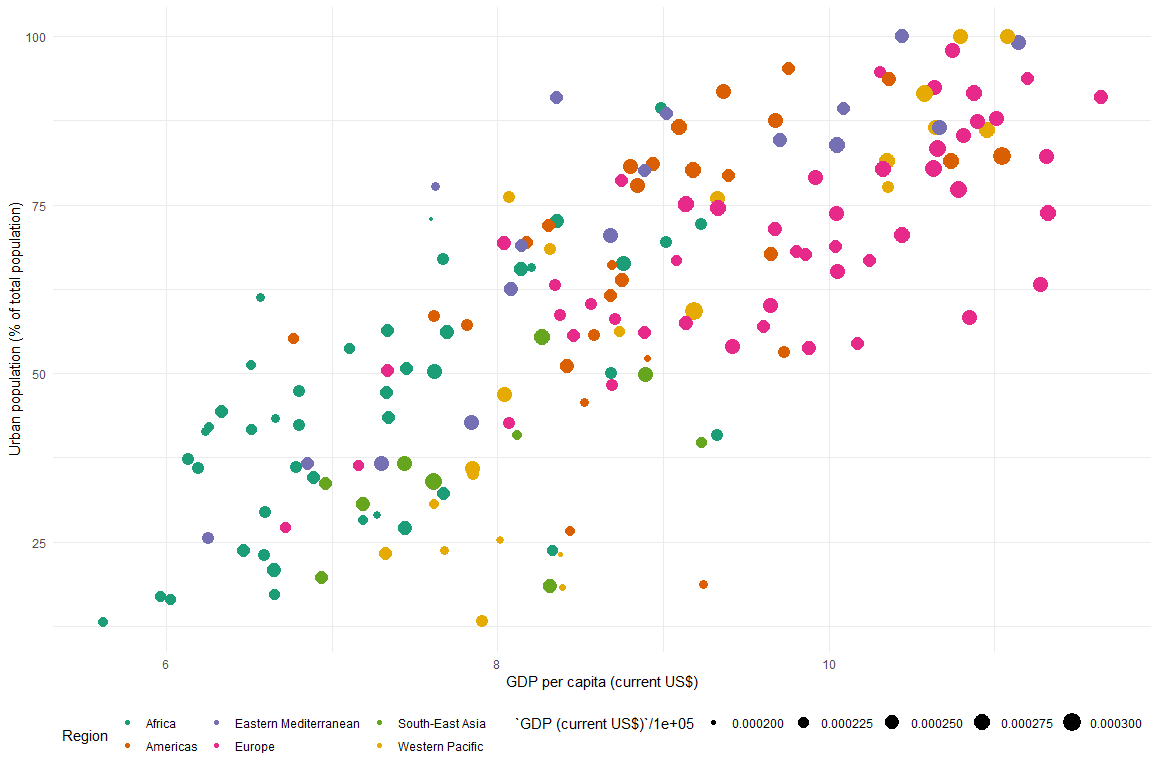 100
75
50
25
Urban population (% of total population)
6 8 10
GDP per capita (current US$)
Region Africa Eastern Mediterranean South-East Asia `GDP (current US$)`/1e+05 0.000200 0.000225 0.000250 0.000275 0.000300
Americas Europe Western Pacific